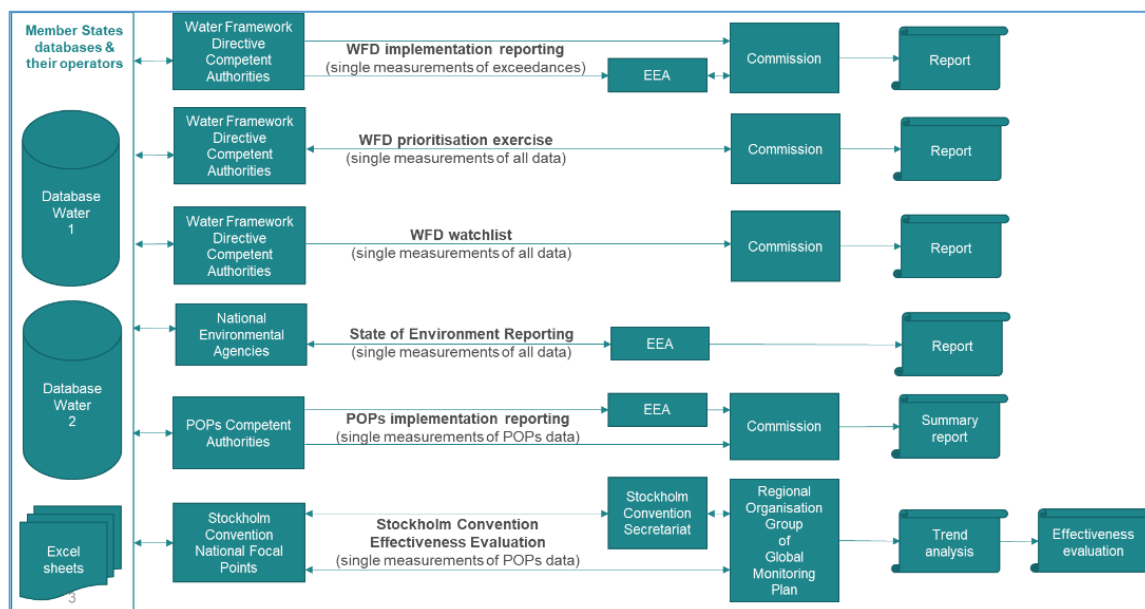 Member States
databases &
their operators
Water Framework
Directive
Competent
Authorities
WFD implementation reporting
(single measurements of exceedances)
EEA
Commission
Report
Database
Water
1
Water Framework
Directive
Competent
Authorities
WFD prioritisation exercise
(single measurements of all data)
Commission
Report
Water Framework
Directive
Competent
Authorities
WFD watchlist
(single measurements of all data)
Commission
Report
Database
Water
2
National
Environmental
Agencies
State of Environment Reporting
(single measurements of all data)
EEA
Report
POPs Competent
Authorities
POPs implementation reporting
(single measurements of POPs data)
EEA
Commission
Summary
report
Excel
sheets
3
Stockholm
Convention
National Focal
Points
Stockholm Convention
Effectiveness Evaluation
(single measurements of POPs data)
Stockholm
Convention
Secretariat
Regional
Organisation
Group
of
Global
Monitoring
Plan
Trend
analysis
Effectiveness
evaluation